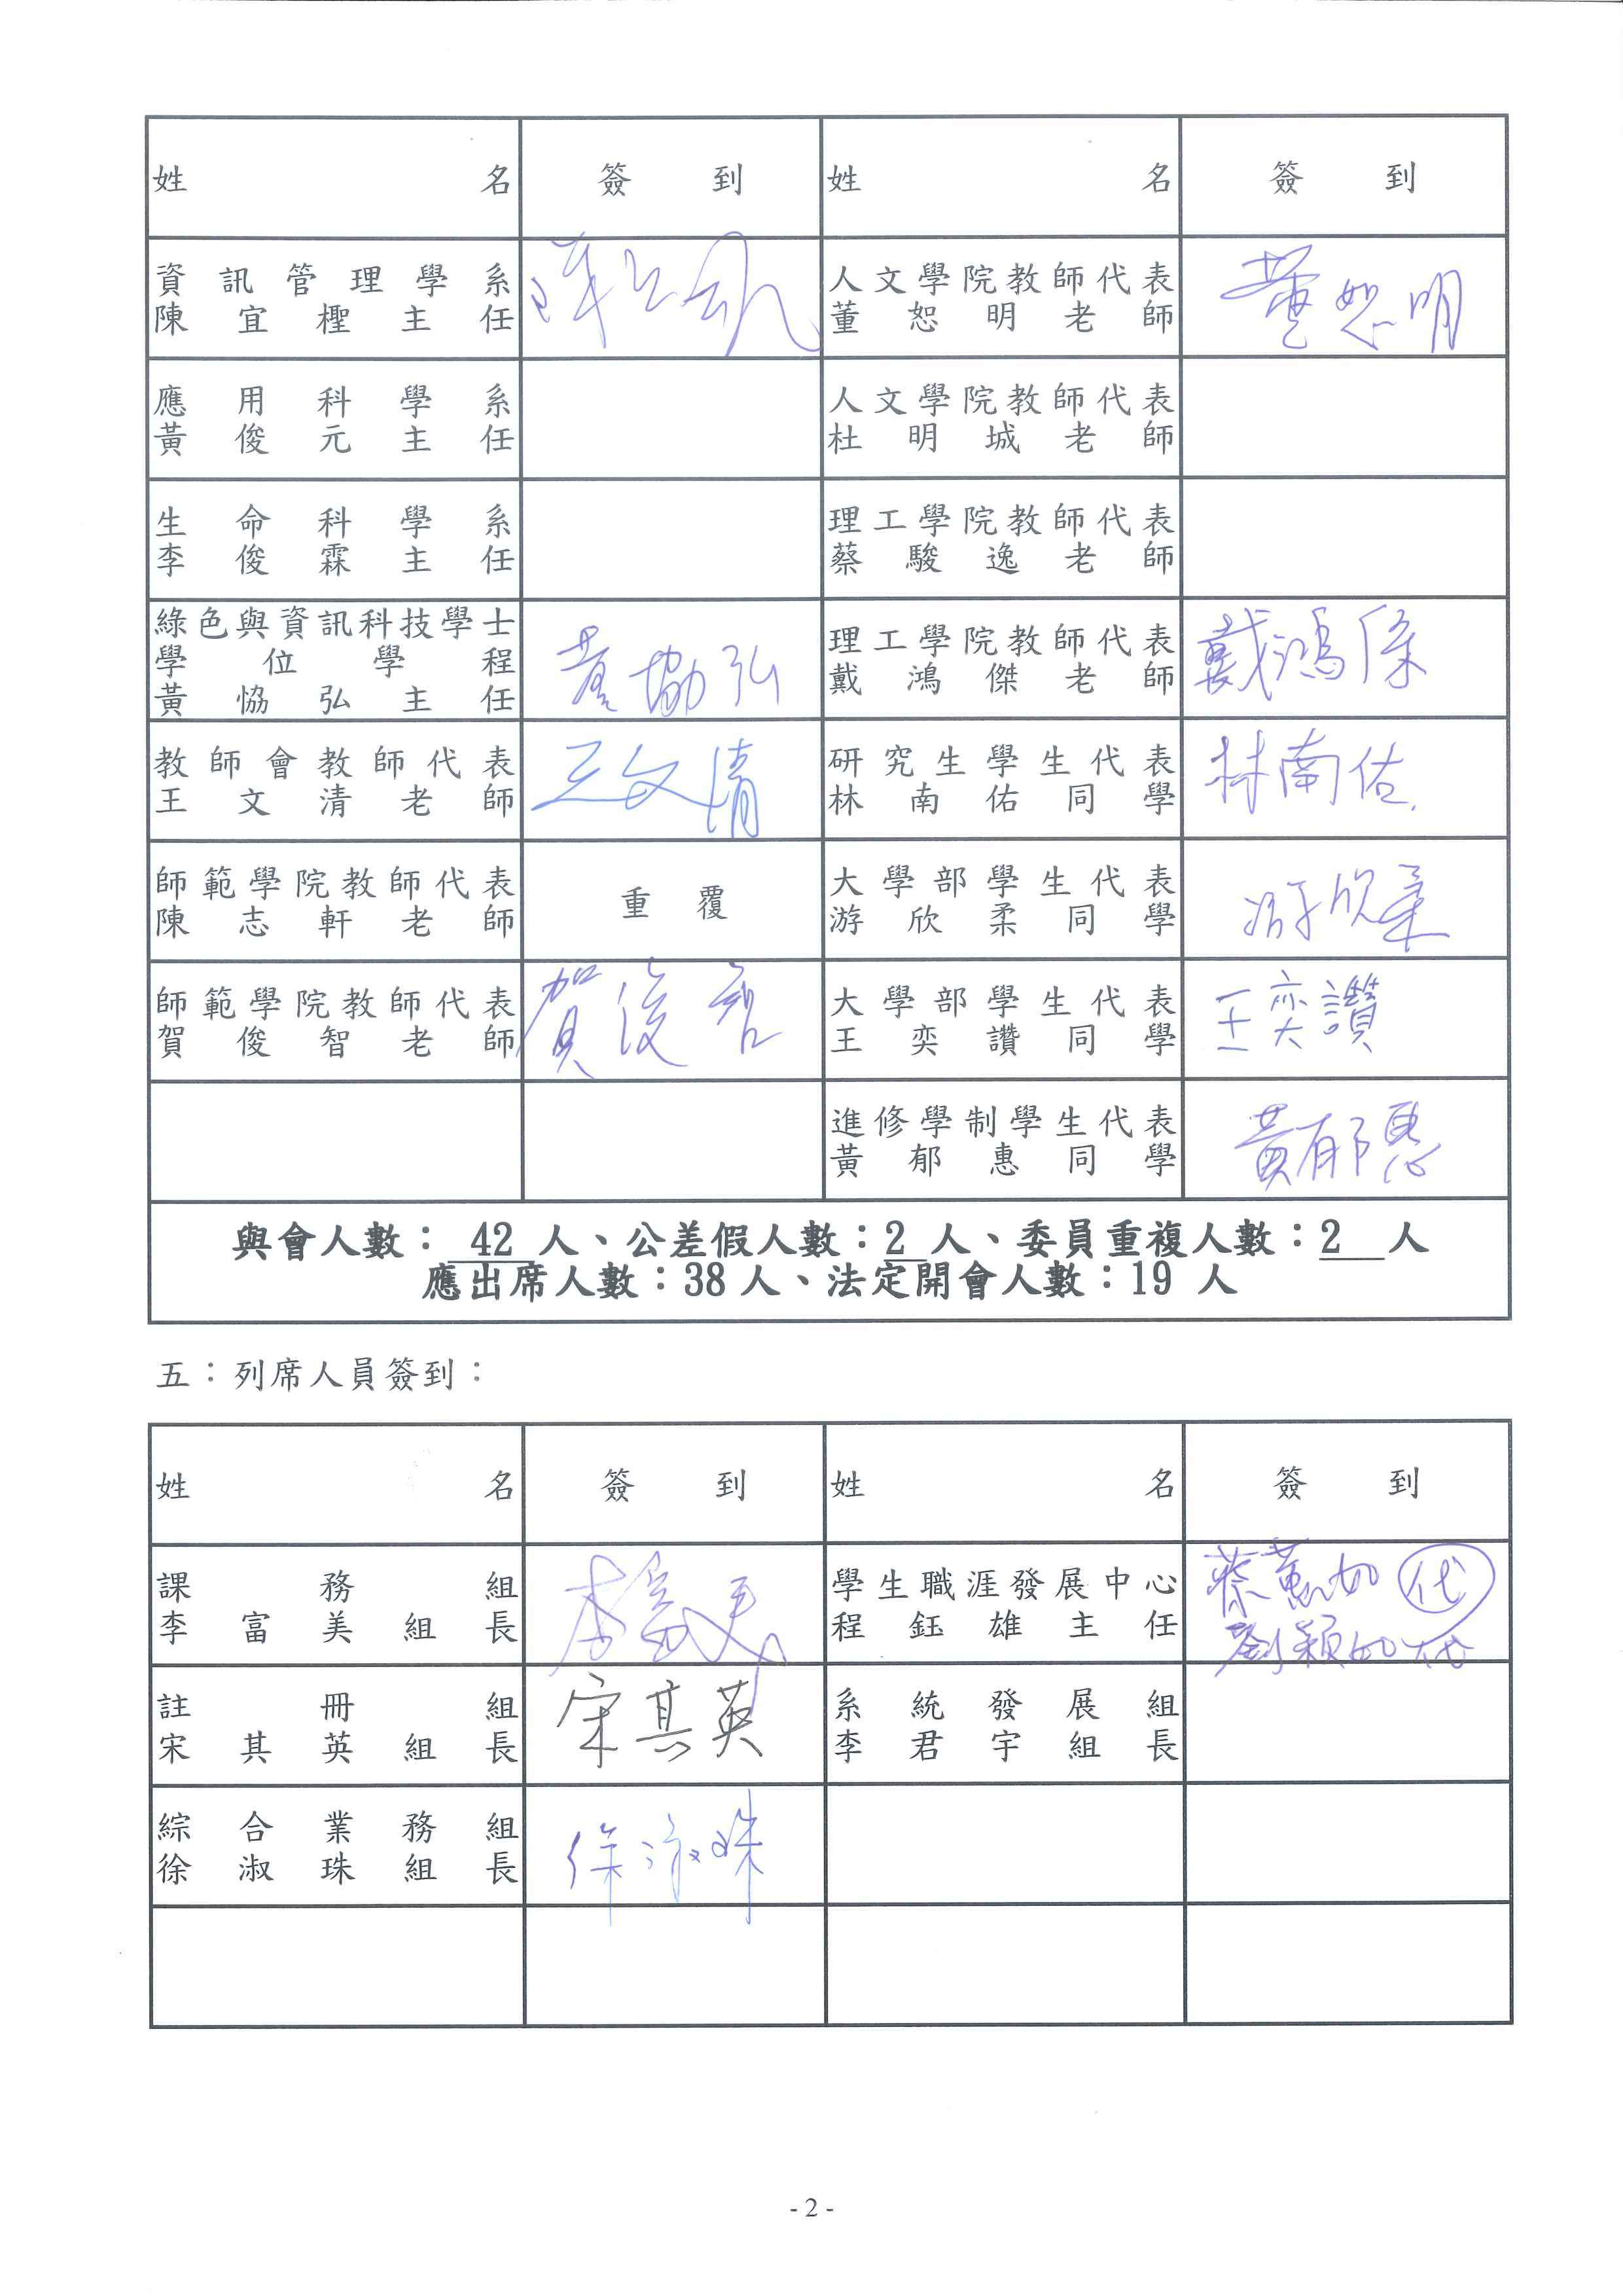 姓名 簽到 姓名 簽到
資訊管理學系 人文學院教師代表
陳宜檉主任 董恕明老師 董恕明
應用科學系 人文學院教師代表
黃俊元主任 杜明城老師
生命科學系 理工學院教師代表
李俊霖主任 蔡駿逸老師
綠色與資訊科技學士
學位學程
黃恊弘主任 黃協弘
理工學院教師代表
戴鴻傑老師 戴鴻傑
教師會教師代表 研究生學生代表
王文清老師 王文清 林南佑同學 林南佑
師範學院教師代表 大學部學生代表
陳志軒老師 重覆 游欣柔同學 游欣柔
師範學院教師代表 大學部學生代表
賀俊智老師 賀俊智 王奕讚同學 王奕讚
進修學制學生代表
黃郁惠同學 黃郁惠
與會人數：42人、公差假人數：2人、委員重複人數：2人
應出席人數：38人、法定開會人數：19人
五：列席人員簽到：
姓名 簽到 姓名 簽到
課務組 學生職涯發展中心
李富美組長 李富美 程鈺雄主任 代
劉穎如代
註冊組 系統發展組
宋其英組長 宋其英 李君宇組長
綜合業務組
徐淑珠組長 徐淑珠
- 2 -